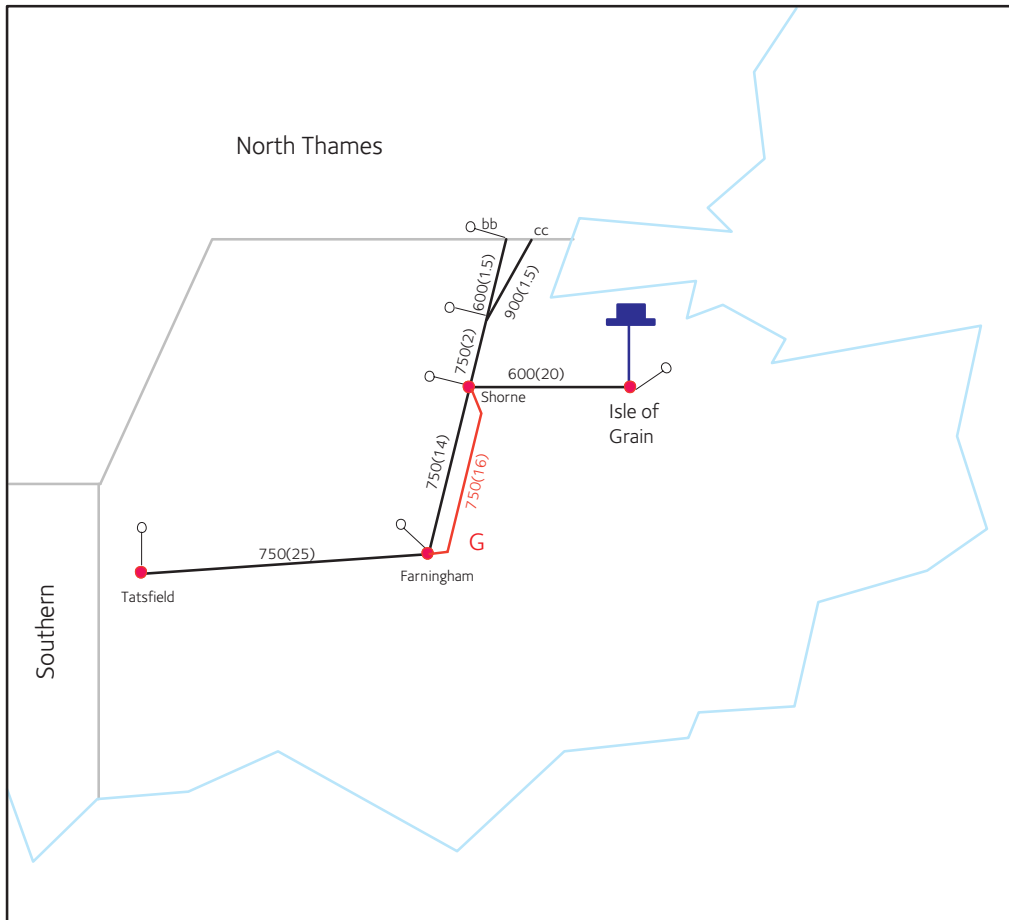 North Thames
bb
cc
600(1.5)
900(1.5)
750(2)
600(20)
Shorne
Isle of
Grain
750(14)
750(16)
G
750(25)
Farningham
Tatsfield
Southern